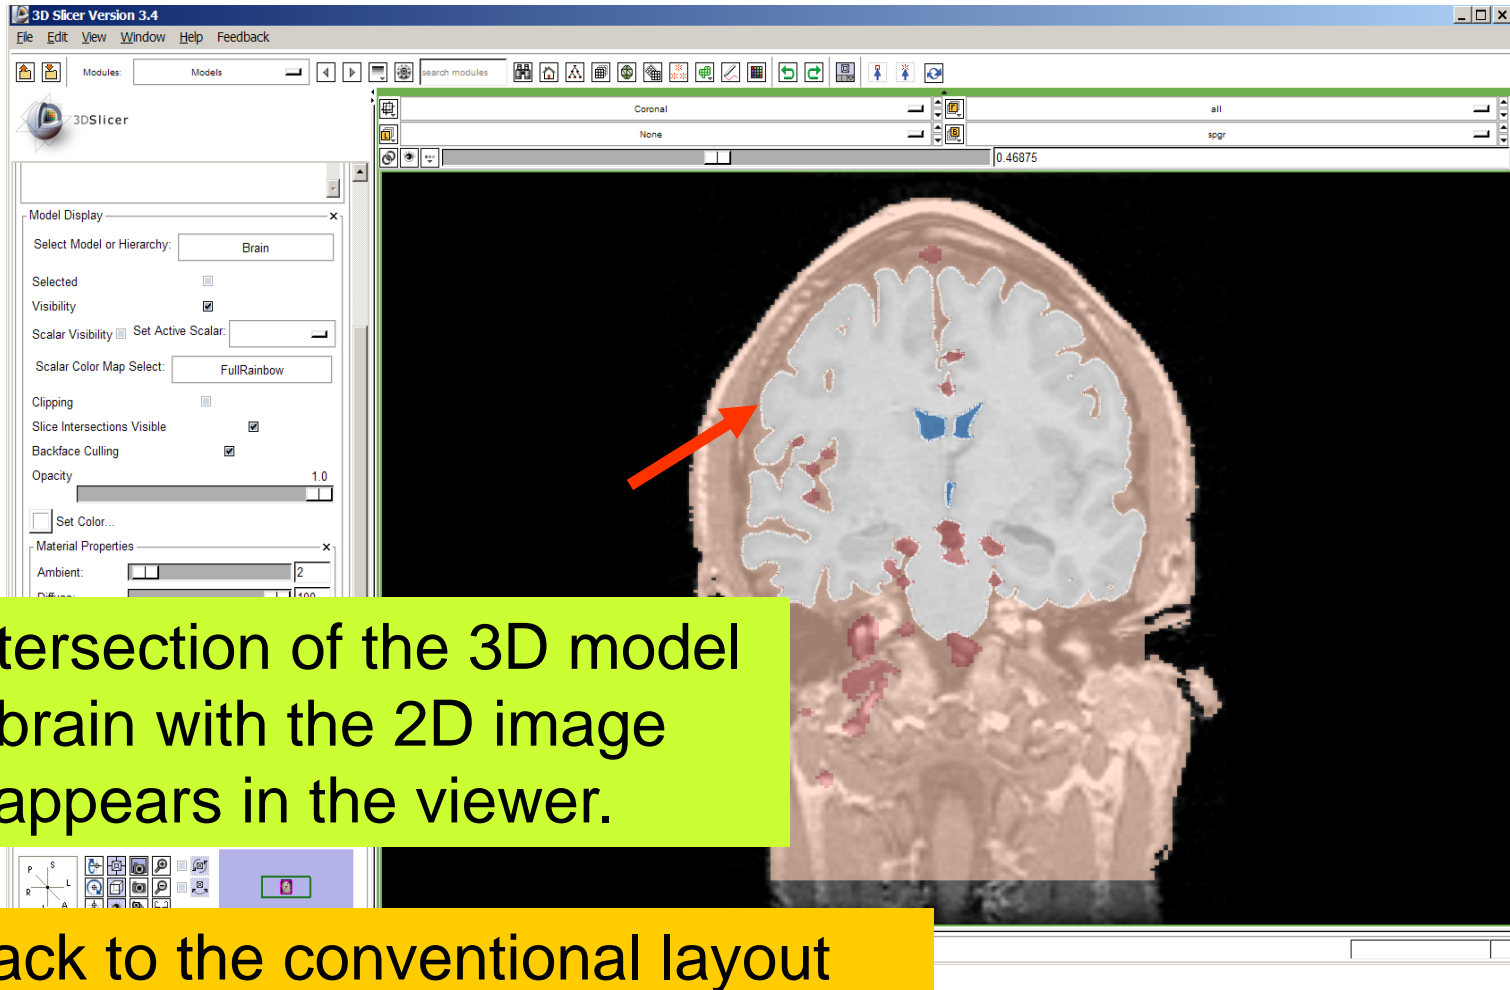 3D Slicer Version 3.4
File Edit View Window Help Feedback
Modules: Models search modules
3DSlicer
Coronal all
None spgr
0.46875
Model Display
Select Model or Hierarchy: Brain
Selected
Visibility
Scalar Visibility Set Active Scalar:
Scalar Color Map Select: FullRainbow
Clipping
Slice Intersections Visible
Backface Culling
Opacity 1.0
Set Color...
Material Properties
Ambient: 2
Diffuse: 100
tersection of the 3D model
brain with the 2D image
appears in the viewer.
P S
R L
A
ack to the conventional layout